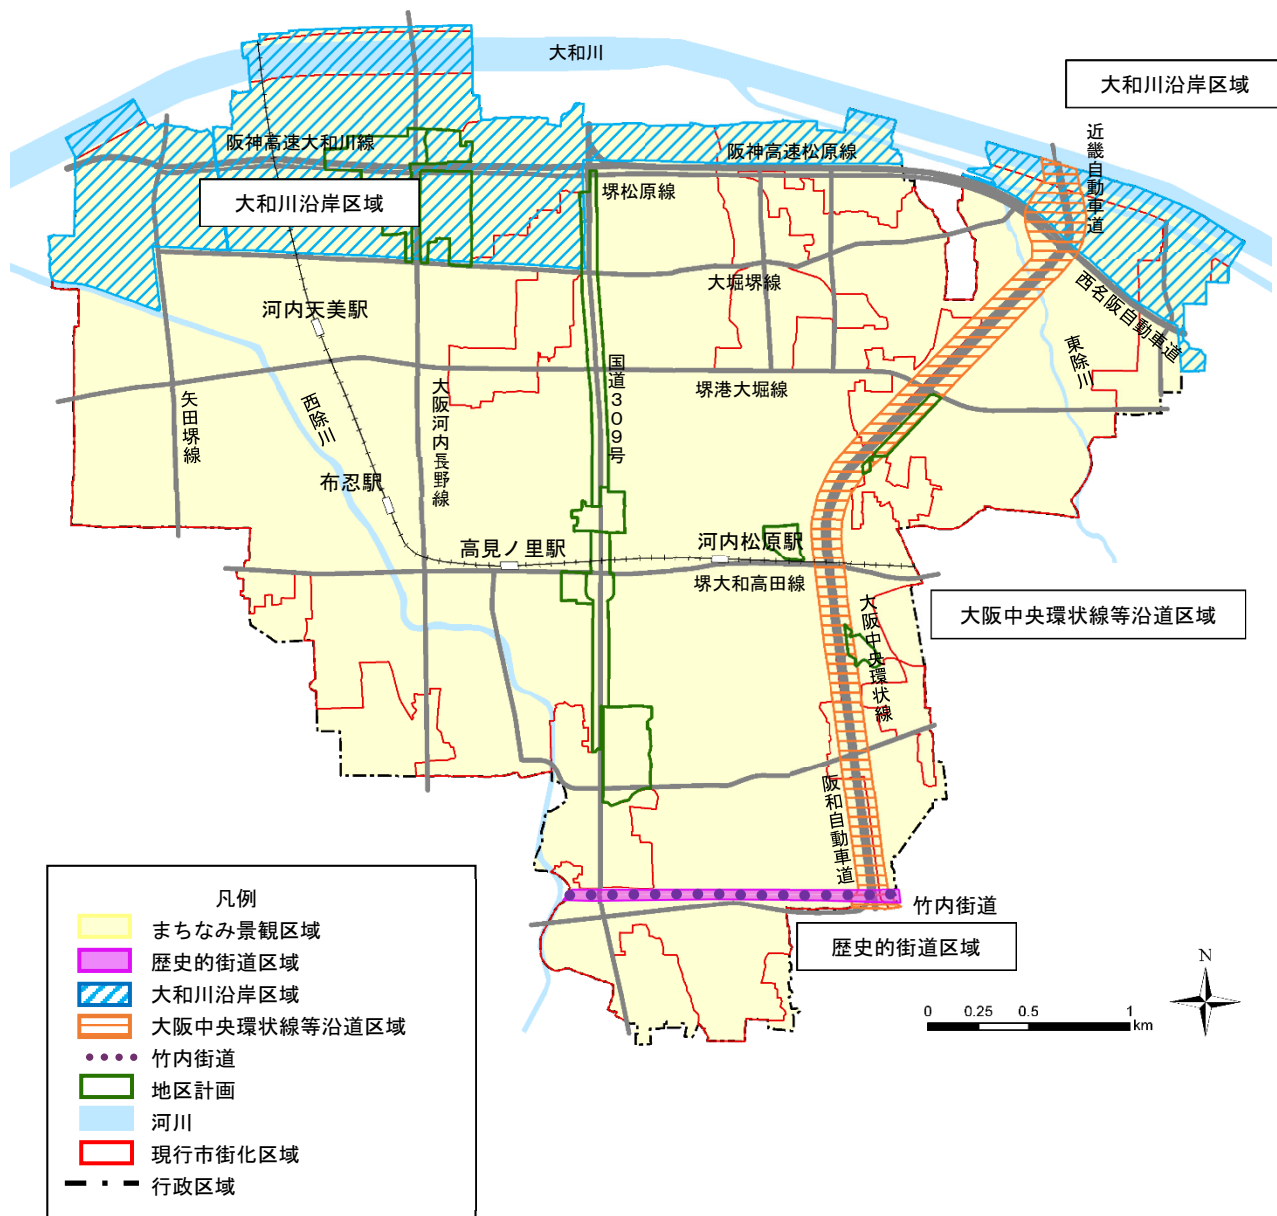 大和川
大和川沿岸区域
近畿自動車道
阪神高速大和川線
阪神高速松原線
大和川沿岸区域
堺松原線
大堀堺線
西名阪自動車道
河内天美駅
東除川
国道309号
堺港大堀線
大阪河内長野線
西除川
矢田堺線
布忍駅
高見ノ里駅
河内松原駅
堺大和高田線
大阪中央環状線等沿道区域
大阪中央環状線
阪和自動車道
竹内街道
歴史的街道区域
凡例
まちなみ景観区域
歴史的街道区域
大和川沿岸区域
大阪中央環状線等沿道区域
竹内街道
地区計画
河川
現行市街化区域
行政区域
N
0 0.25 0.5 1
km